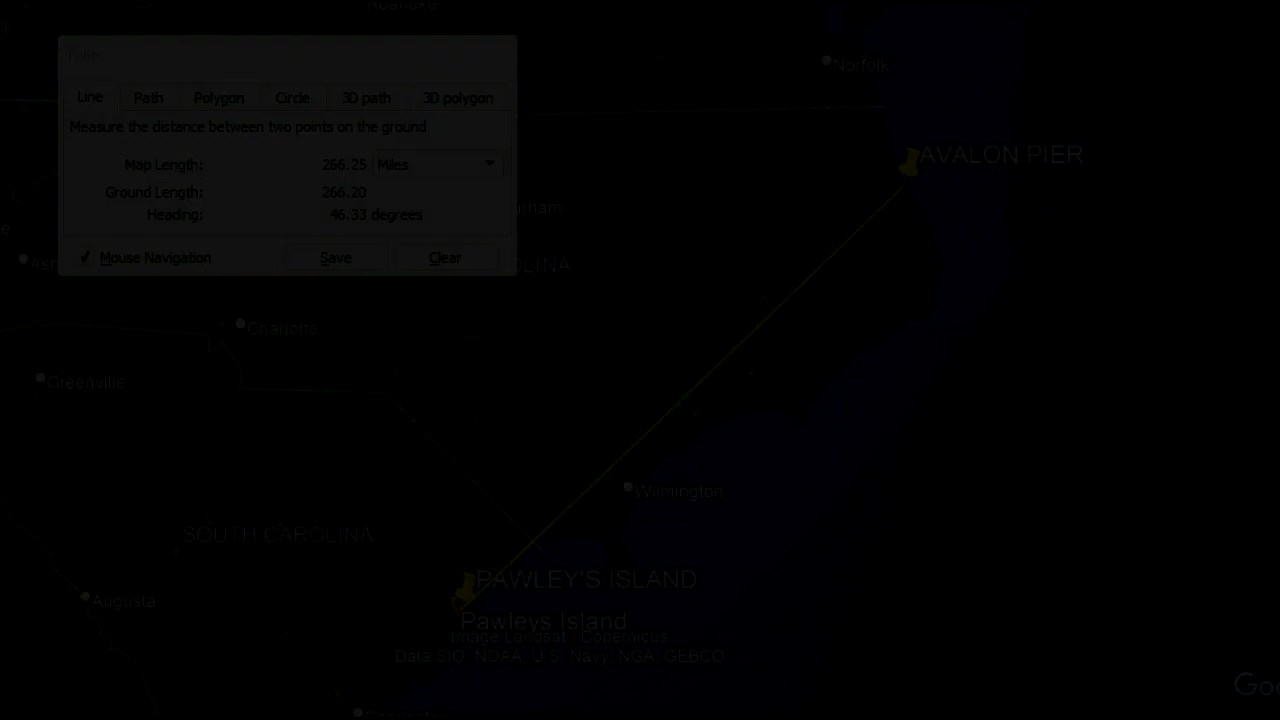 Roanoke
Norfolk
Ruler
Line Path Polygon Circle 3D path 3D polygon
Measure the distance between two points on the ground
Map Length: 266.25 Miles
Ground Length: 266.20
Heading: 46.33 degrees
Mouse Navigation Save Clear
AVALON PIER
Charlotte
Greenville
Wilmington
SOUTH CAROLINA
PAWLEY'S ISLAND
Augusta
Pawleys Island
Image Landsat / Copernicus
Data SIO, NOAA, U.S. Navy, NGA, GEBCO